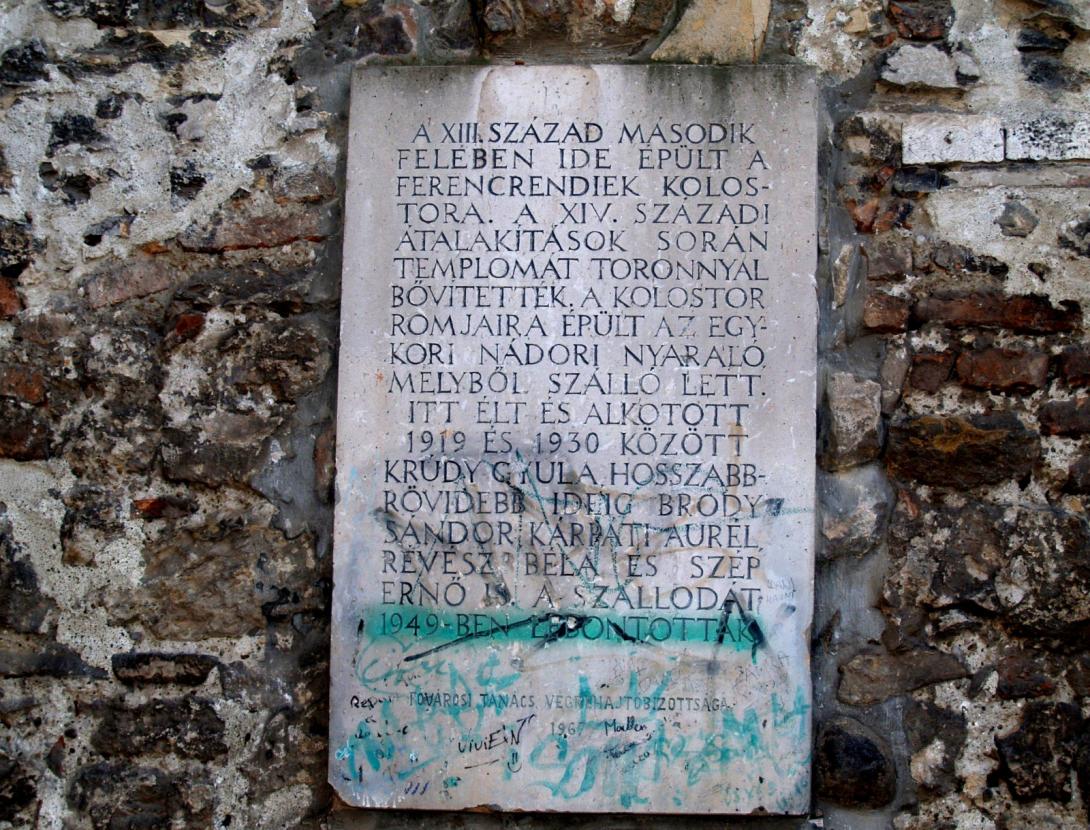 A XIII. SZÁZAD MÁSODIK
FELÉBEN IDE ÉPÜLT A
FERENCRENDIEK KOLOS-
TORA. A XIV. SZÁZADI
ÁTALAKÍTÁSOK SORÁN
TEMPLOMÁT TORONNYAL
BŐVÍTETTÉK. A KOLOSTOR
ROMJAIRA ÉPÜLT AZ EGY-
KORI NÁDORI NYARALÓ,
MELYBŐL SZÁLLÓ LETT.
ITT ÉLT ÉS ALKOTOTT
1919 ÉS 1930 KÖZÖTT
KRÚDY GYULA. HOSSZABB-
RÖVIDEBB IDEIG BRÓDY
SÁNDOR, KÁRPÁTI AURÉL,
RÉVÉSZ BÉLA ÉS SZÉP
ERNŐ IS. A SZÁLLODÁT
1949-BEN LEBONTOTTÁK
FŐVÁROSI TANÁCS VÉGREHAJTÓBIZOTTSÁGA
1967
VIVIEN